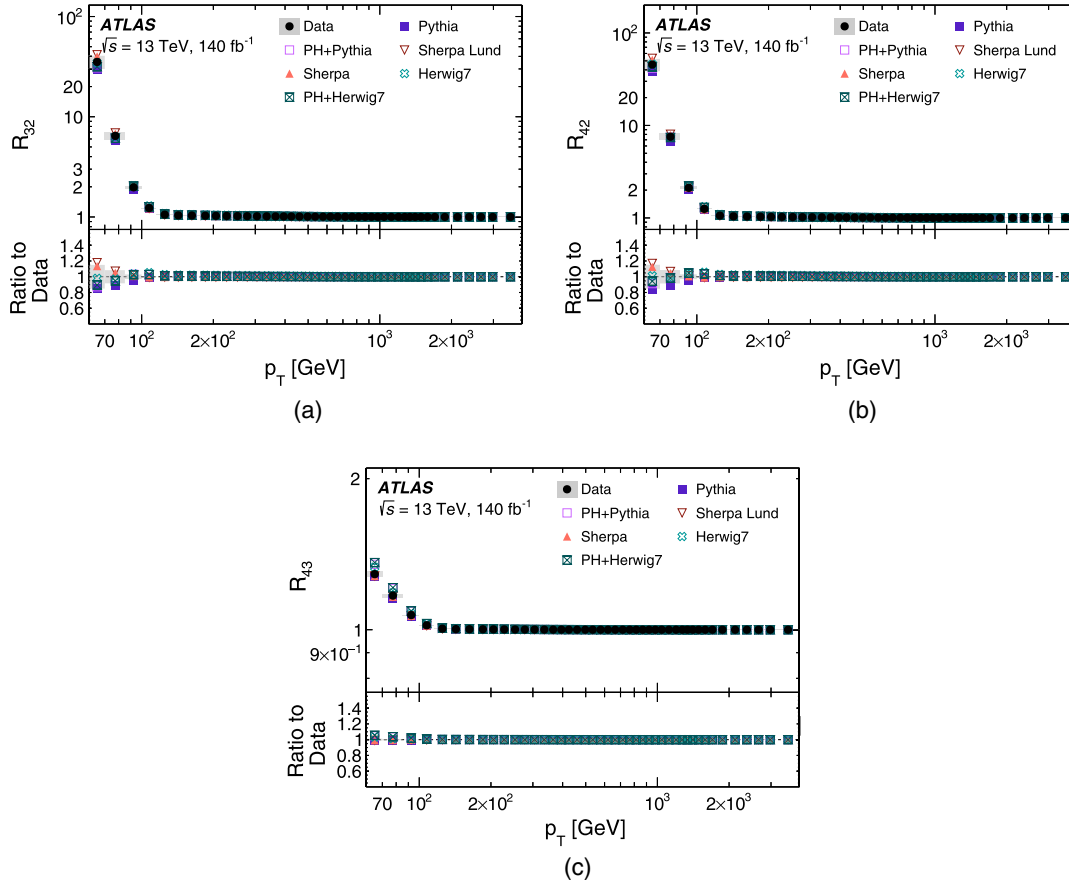 ATLAS
√s = 13 TeV, 140 fb⁻¹
Data
Pythia
PH+Pythia
Sherpa Lund
Sherpa
Herwig7
PH+Herwig7
R₃₂
10²
20
10
3
2
1
Ratio to Data
1.4
1.2
1
0.8
0.6
70
10²
2×10²
10³
2×10³
p_T [GeV]
(a)
ATLAS
√s = 13 TeV, 140 fb⁻¹
Data
Pythia
PH+Pythia
Sherpa Lund
Sherpa
Herwig7
PH+Herwig7
R₄₂
10²
20
10
4
2
1
Ratio to Data
1.4
1.2
1
0.8
0.6
70
10²
2×10²
10³
2×10³
p_T [GeV]
(b)
ATLAS
√s = 13 TeV, 140 fb⁻¹
Data
Pythia
PH+Pythia
Sherpa Lund
Sherpa
Herwig7
PH+Herwig7
R₄₃
2
1
9×10⁻¹
Ratio to Data
1.4
1.2
1
0.8
0.6
70
10²
2×10²
10³
2×10³
p_T [GeV]
(c)